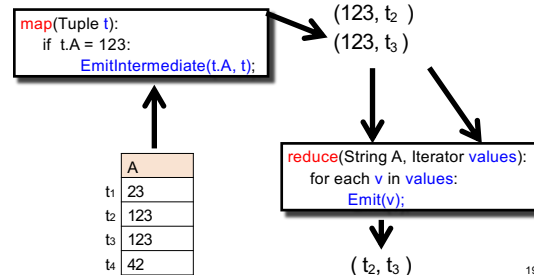 map(Tuple t):
if t.A = 123:
EmitIntermediate(t.A, t);
(123, t₂ )
(123, t₃ )
reduce(String A, Iterator values):
for each v in values:
Emit(v);
A
t₁ 23
t₂ 123
t₃ 123
t₄ 42
( t₂, t₃ )
19